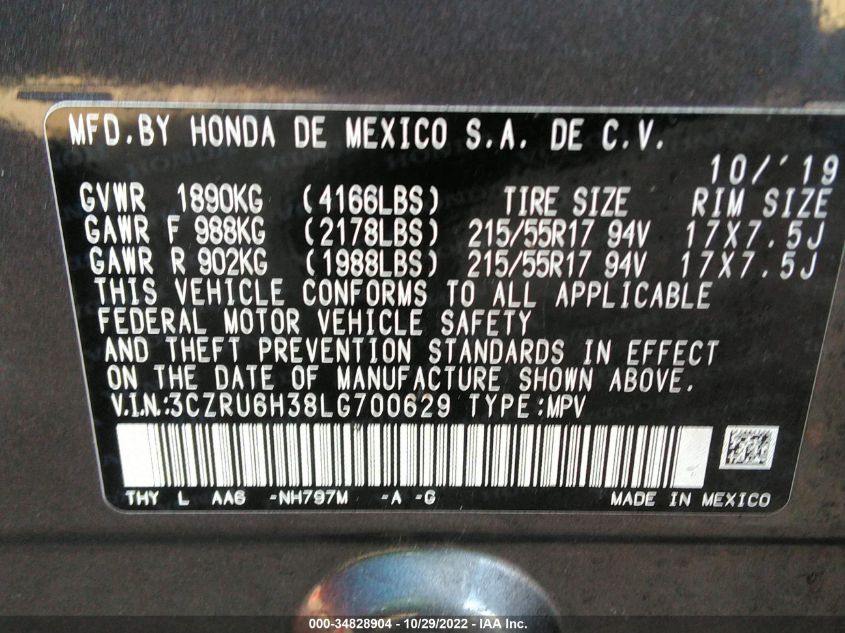 MFD.BY HONDA DE MEXICO S.A. DE C.V.
10/'19
GVWR 1890KG (4166LBS) TIRE SIZE RIM SIZE
GAWR F 988KG (2178LBS) 215/55R17 94V 17X7.5J
GAWR R 902KG (1988LBS) 215/55R17 94V 17X7.5J
THIS VEHICLE CONFORMS TO ALL APPLICABLE
FEDERAL MOTOR VEHICLE SAFETY
AND THEFT PREVENTION STANDARDS IN EFFECT
ON THE DATE OF MANUFACTURE SHOWN ABOVE.
V.I.N:3CZRU6H38LG700629 TYPE:MPV
THY L AA6 -NH797M -A -G MADE IN MEXICO
000-34828904 - 10/29/2022 - IAA Inc.